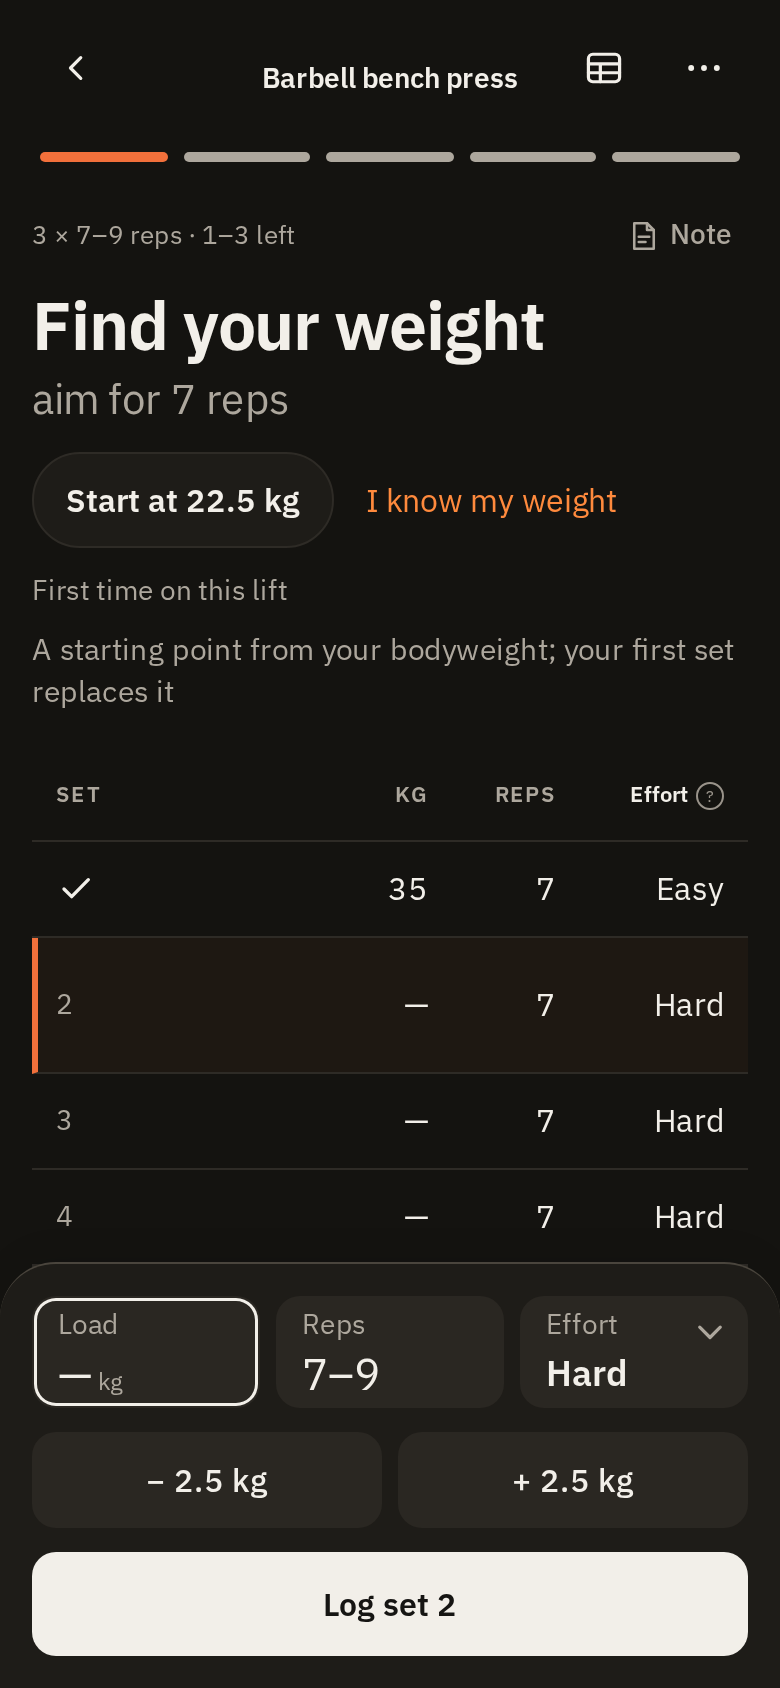 Barbell bench press
3 × 7–9 reps · 1–3 left
Note
Find your weight
aim for 7 reps
Start at 22.5 kg
I know my weight
First time on this lift
A starting point from your bodyweight; your first set
replaces it
SET KG REPS Effort ?
35 7 Easy
2 — 7 Hard
3 — 7 Hard
4 — 7 Hard
Load Reps Effort
— kg 7–9 Hard
− 2.5 kg + 2.5 kg
Log set 2